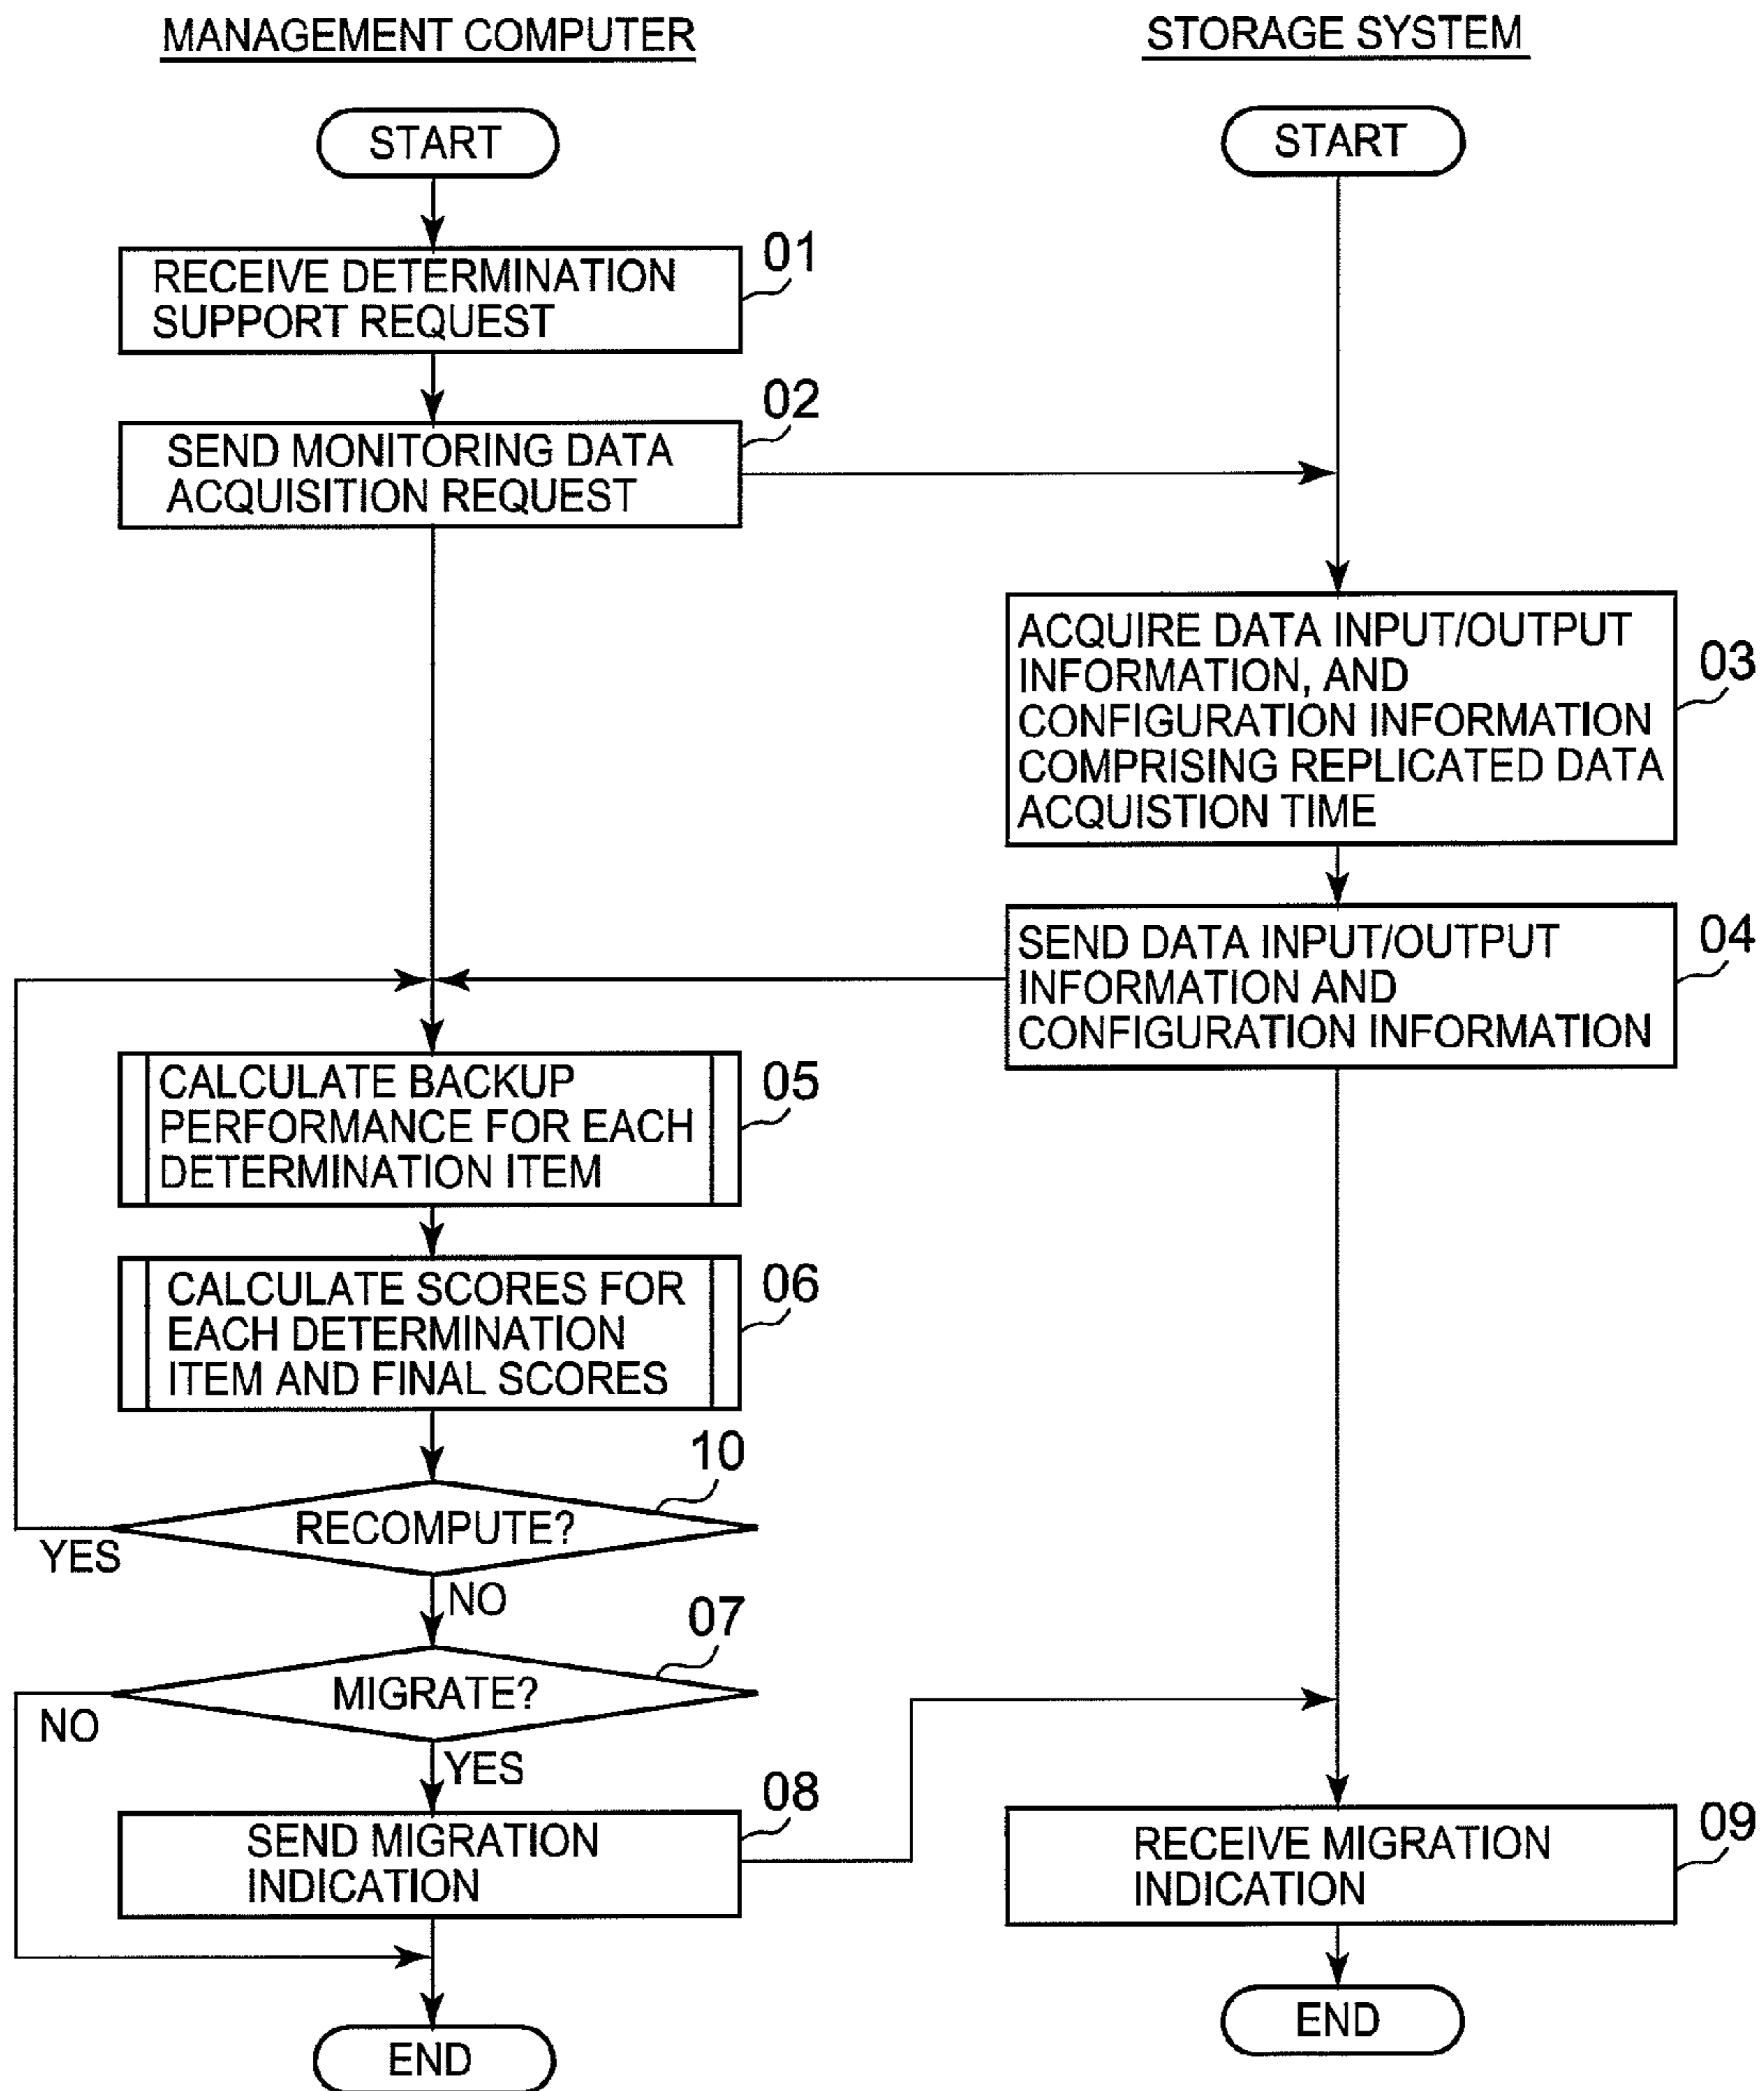 MANAGEMENT COMPUTER
STORAGE SYSTEM
START
START
RECEIVE DETERMINATION
SUPPORT REQUEST
01
SEND MONITORING DATA
ACQUISITION REQUEST
02
ACQUIRE DATA INPUT/OUTPUT
INFORMATION, AND
CONFIGURATION INFORMATION
COMPRISING REPLICATED DATA
ACQUISTION TIME
03
SEND DATA INPUT/OUTPUT
INFORMATION AND
CONFIGURATION INFORMATION
04
CALCULATE BACKUP
PERFORMANCE FOR EACH
DETERMINATION ITEM
05
CALCULATE SCORES FOR
EACH DETERMINATION
ITEM AND FINAL SCORES
06
10
RECOMPUTE?
YES
NO
07
MIGRATE?
NO
YES
SEND MIGRATION
INDICATION
08
RECEIVE MIGRATION
INDICATION
09
END
END